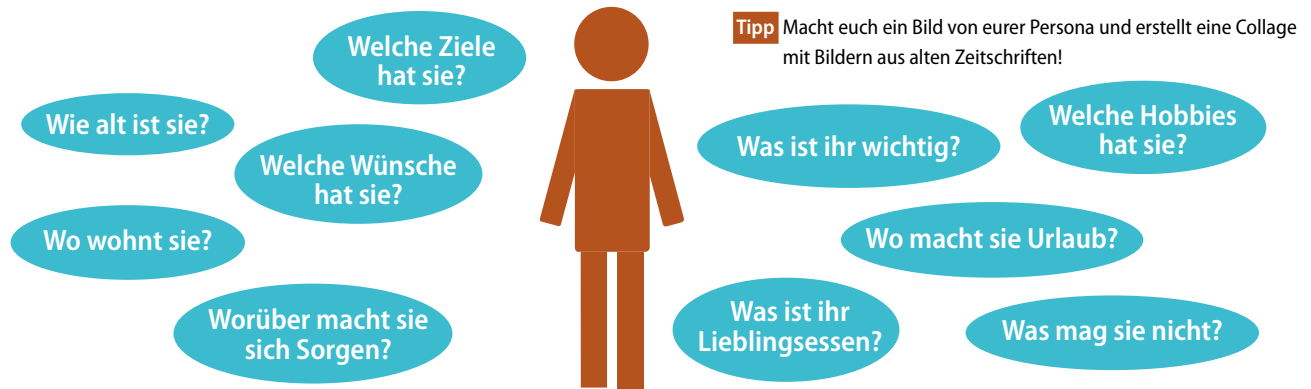 Welche Ziele
hat sie?
Tipp Macht euch ein Bild von eurer Persona und erstellt eine Collage
mit Bildern aus alten Zeitschriften!
Wie alt ist sie?
Welche Wünsche
hat sie?
Was ist ihr wichtig?
Welche Hobbies
hat sie?
Wo wohnt sie?
Wo macht sie Urlaub?
Worüber macht sie
sich Sorgen?
Was ist ihr
Lieblingsessen?
Was mag sie nicht?